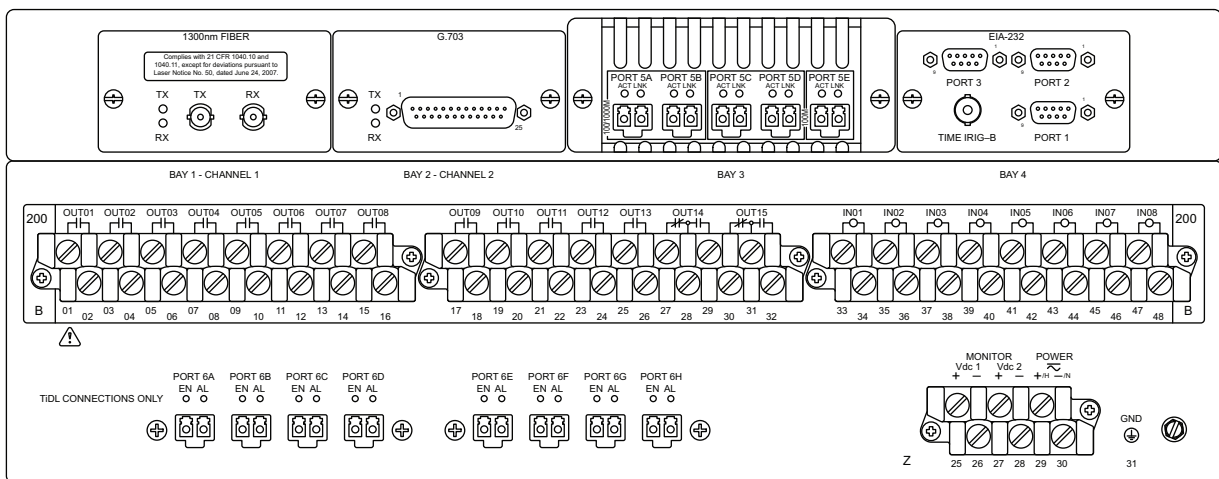 1300nm FIBER
Complies with 21 CFR 1040.10 and
1040.11, except for deviations pursuant to
Laser Notice No. 50, dated June 24, 2007.
TX TX RX
RX
G.703
TX
RX
1
25
PORT 5A PORT 5B PORT 5C PORT 5D PORT 5E
ACT LNK ACT LNK ACT LNK ACT LNK ACT LNK
100/1000M
100M
EIA-232
1 1
9 9
PORT 3 PORT 2
1
9
TIME IRIG–B PORT 1
BAY 1 - CHANNEL 1 BAY 2 - CHANNEL 2 BAY 3 BAY 4
200 OUT01 OUT02 OUT03 OUT04 OUT05 OUT06 OUT07 OUT08 OUT09 OUT10 OUT11 OUT12 OUT13 OUT14 OUT15 IN01 IN02 IN03 IN04 IN05 IN06 IN07 IN08 200
B 01 02 03 04 05 06 07 08 09 10 11 12 13 14 15 16 17 18 19 20 21 22 23 24 25 26 27 28 29 30 31 32 33 34 35 36 37 38 39 40 41 42 43 44 45 46 47 48 B
PORT 6A PORT 6B PORT 6C PORT 6D PORT 6E PORT 6F PORT 6G PORT 6H
EN AL EN AL EN AL EN AL EN AL EN AL EN AL EN AL
TiDL CONNECTIONS ONLY
MONITOR POWER
Vdc 1 Vdc 2
+ – + – +/H –/N
GND
Z 25 26 27 28 29 30 31